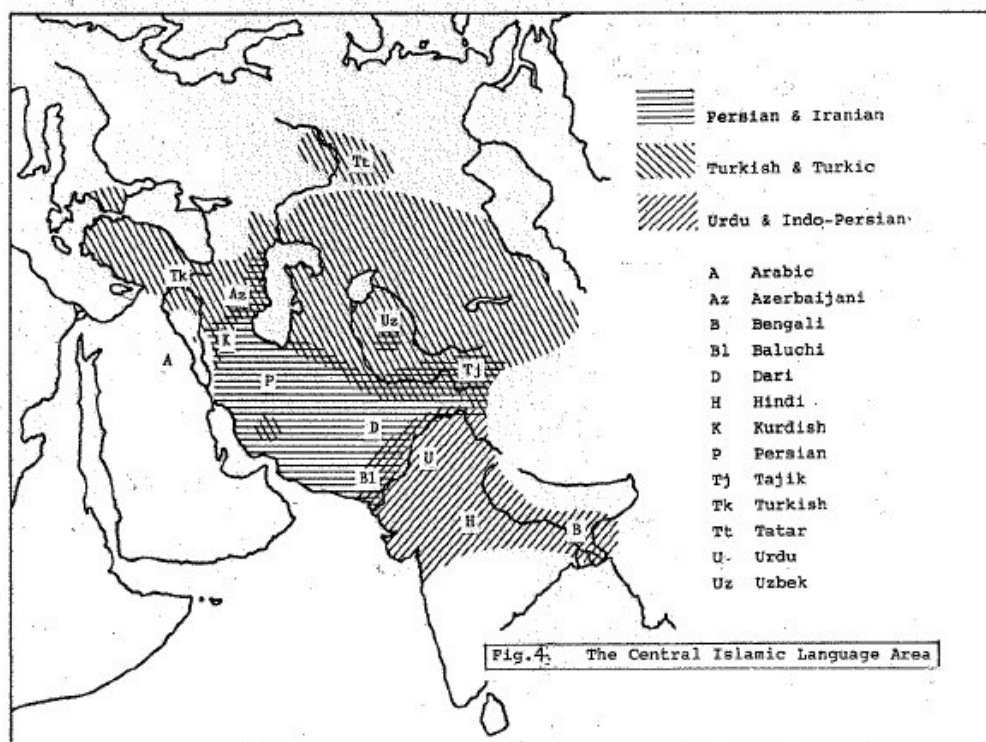 Persian & Iranian
Turkish & Turkic
Urdu & Indo-Persian
A Arabic
Az Azerbaijani
B Bengali
Bl Baluchi
D Dari
H Hindi
K Kurdish
P Persian
Tj Tajik
Tk Turkish
Tt Tatar
U Urdu
Uz Uzbek
Tt
Tk
Az
Uz
K
Tj
A
P
D
U
Bl
H
B
Fig.4. The Central Islamic Language Area